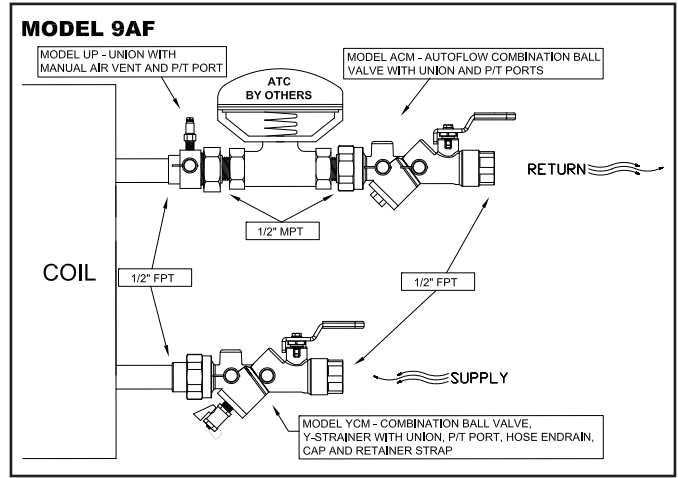 MODEL 9AF
MODEL UP - UNION WITH
MANUAL AIR VENT AND P/T PORT
ATC
BY OTHERS
MODEL ACM - AUTOFLOW COMBINATION BALL
VALVE WITH UNION AND P/T PORTS
RETURN
1/2" MPT
COIL
1/2" FPT
1/2" FPT
SUPPLY
MODEL YCM - COMBINATION BALL VALVE,
Y-STRAINER WITH UNION, P/T PORT, HOSE ENDRAIN,
CAP AND RETAINER STRAP